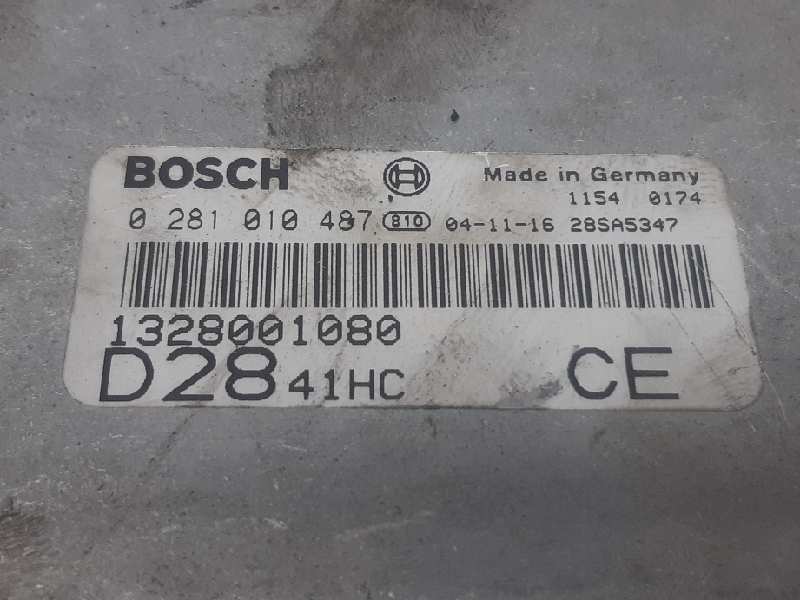 BOSCH Made in Germany
1154 0174
0 281 010 487 810 04-11-16 28SA5347
1328001080
D28 41HC CE